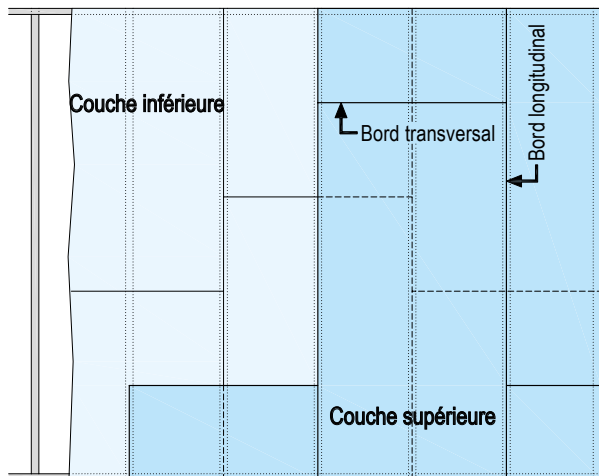 Couche inférieure
Bord transversal
Bord longitudinal
Couche supérieure